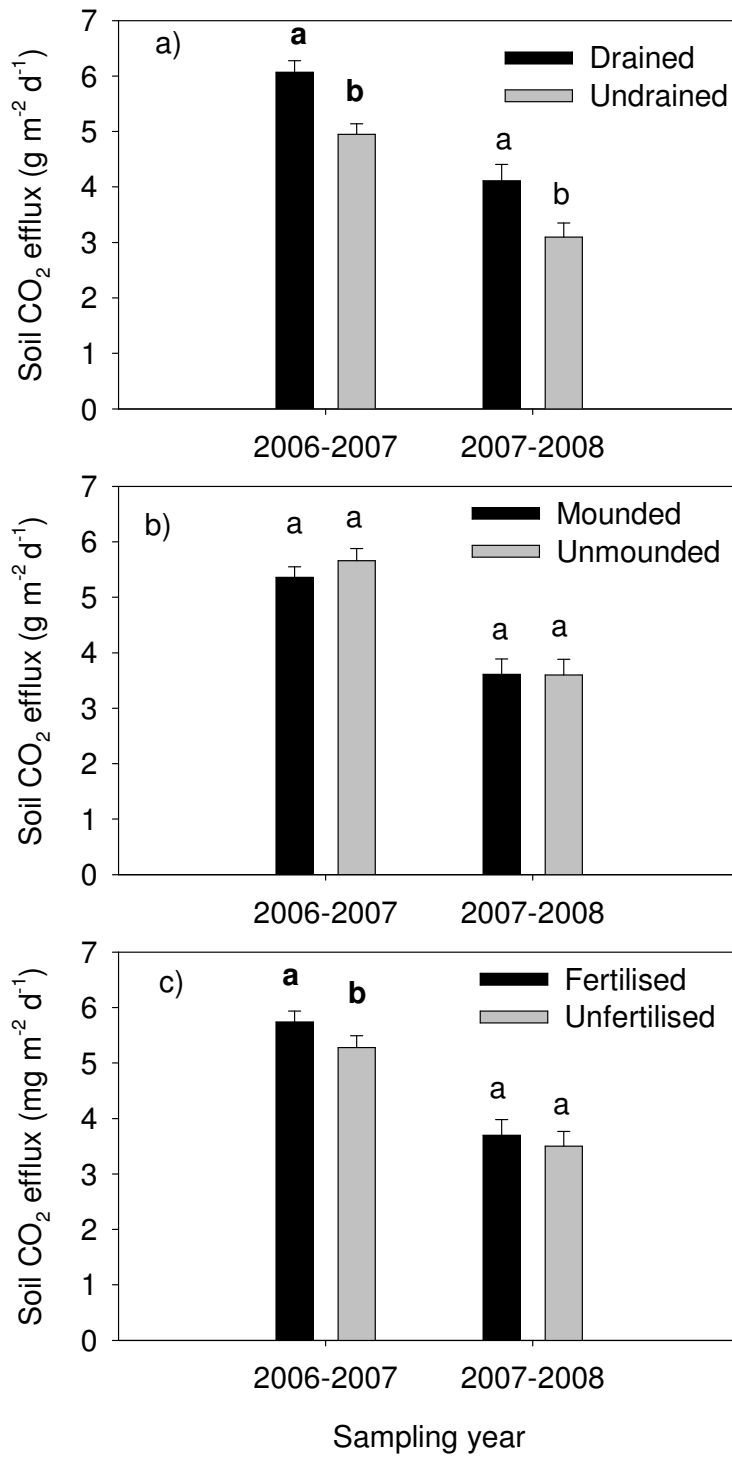 a)
Drained
Undrained
a
b
a
b
7
6
5
4
3
2
1
0
Soil CO₂ efflux (g m⁻² d⁻¹)
2006-2007 2007-2008
b)
Mounded
Unmounded
a
a
a
a
7
6
5
4
3
2
1
0
Soil CO₂ efflux (g m⁻² d⁻¹)
2006-2007 2007-2008
c)
Fertilised
Unfertilised
a
b
a
a
7
6
5
4
3
2
1
0
Soil CO₂ efflux (mg m⁻² d⁻¹)
2006-2007 2007-2008
Sampling year